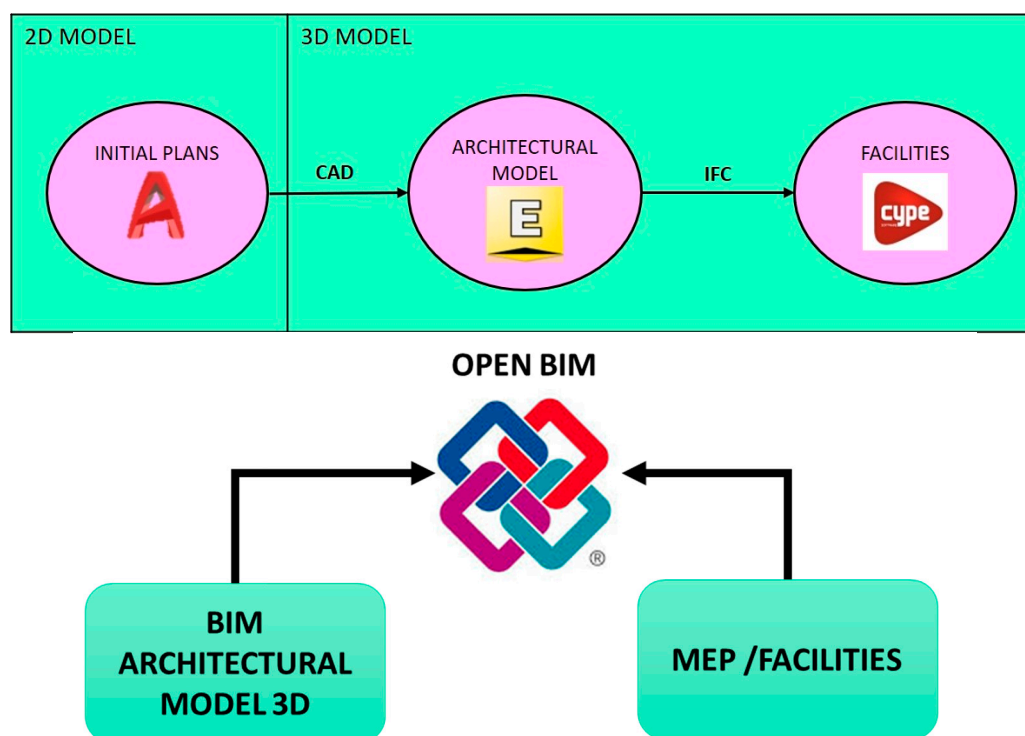 2D MODEL
3D MODEL
INITIAL PLANS
CAD
ARCHITECTURAL
MODEL
E
IFC
FACILITIES
cype
OPEN BIM
®
BIM
ARCHITECTURAL
MODEL 3D
MEP /FACILITIES